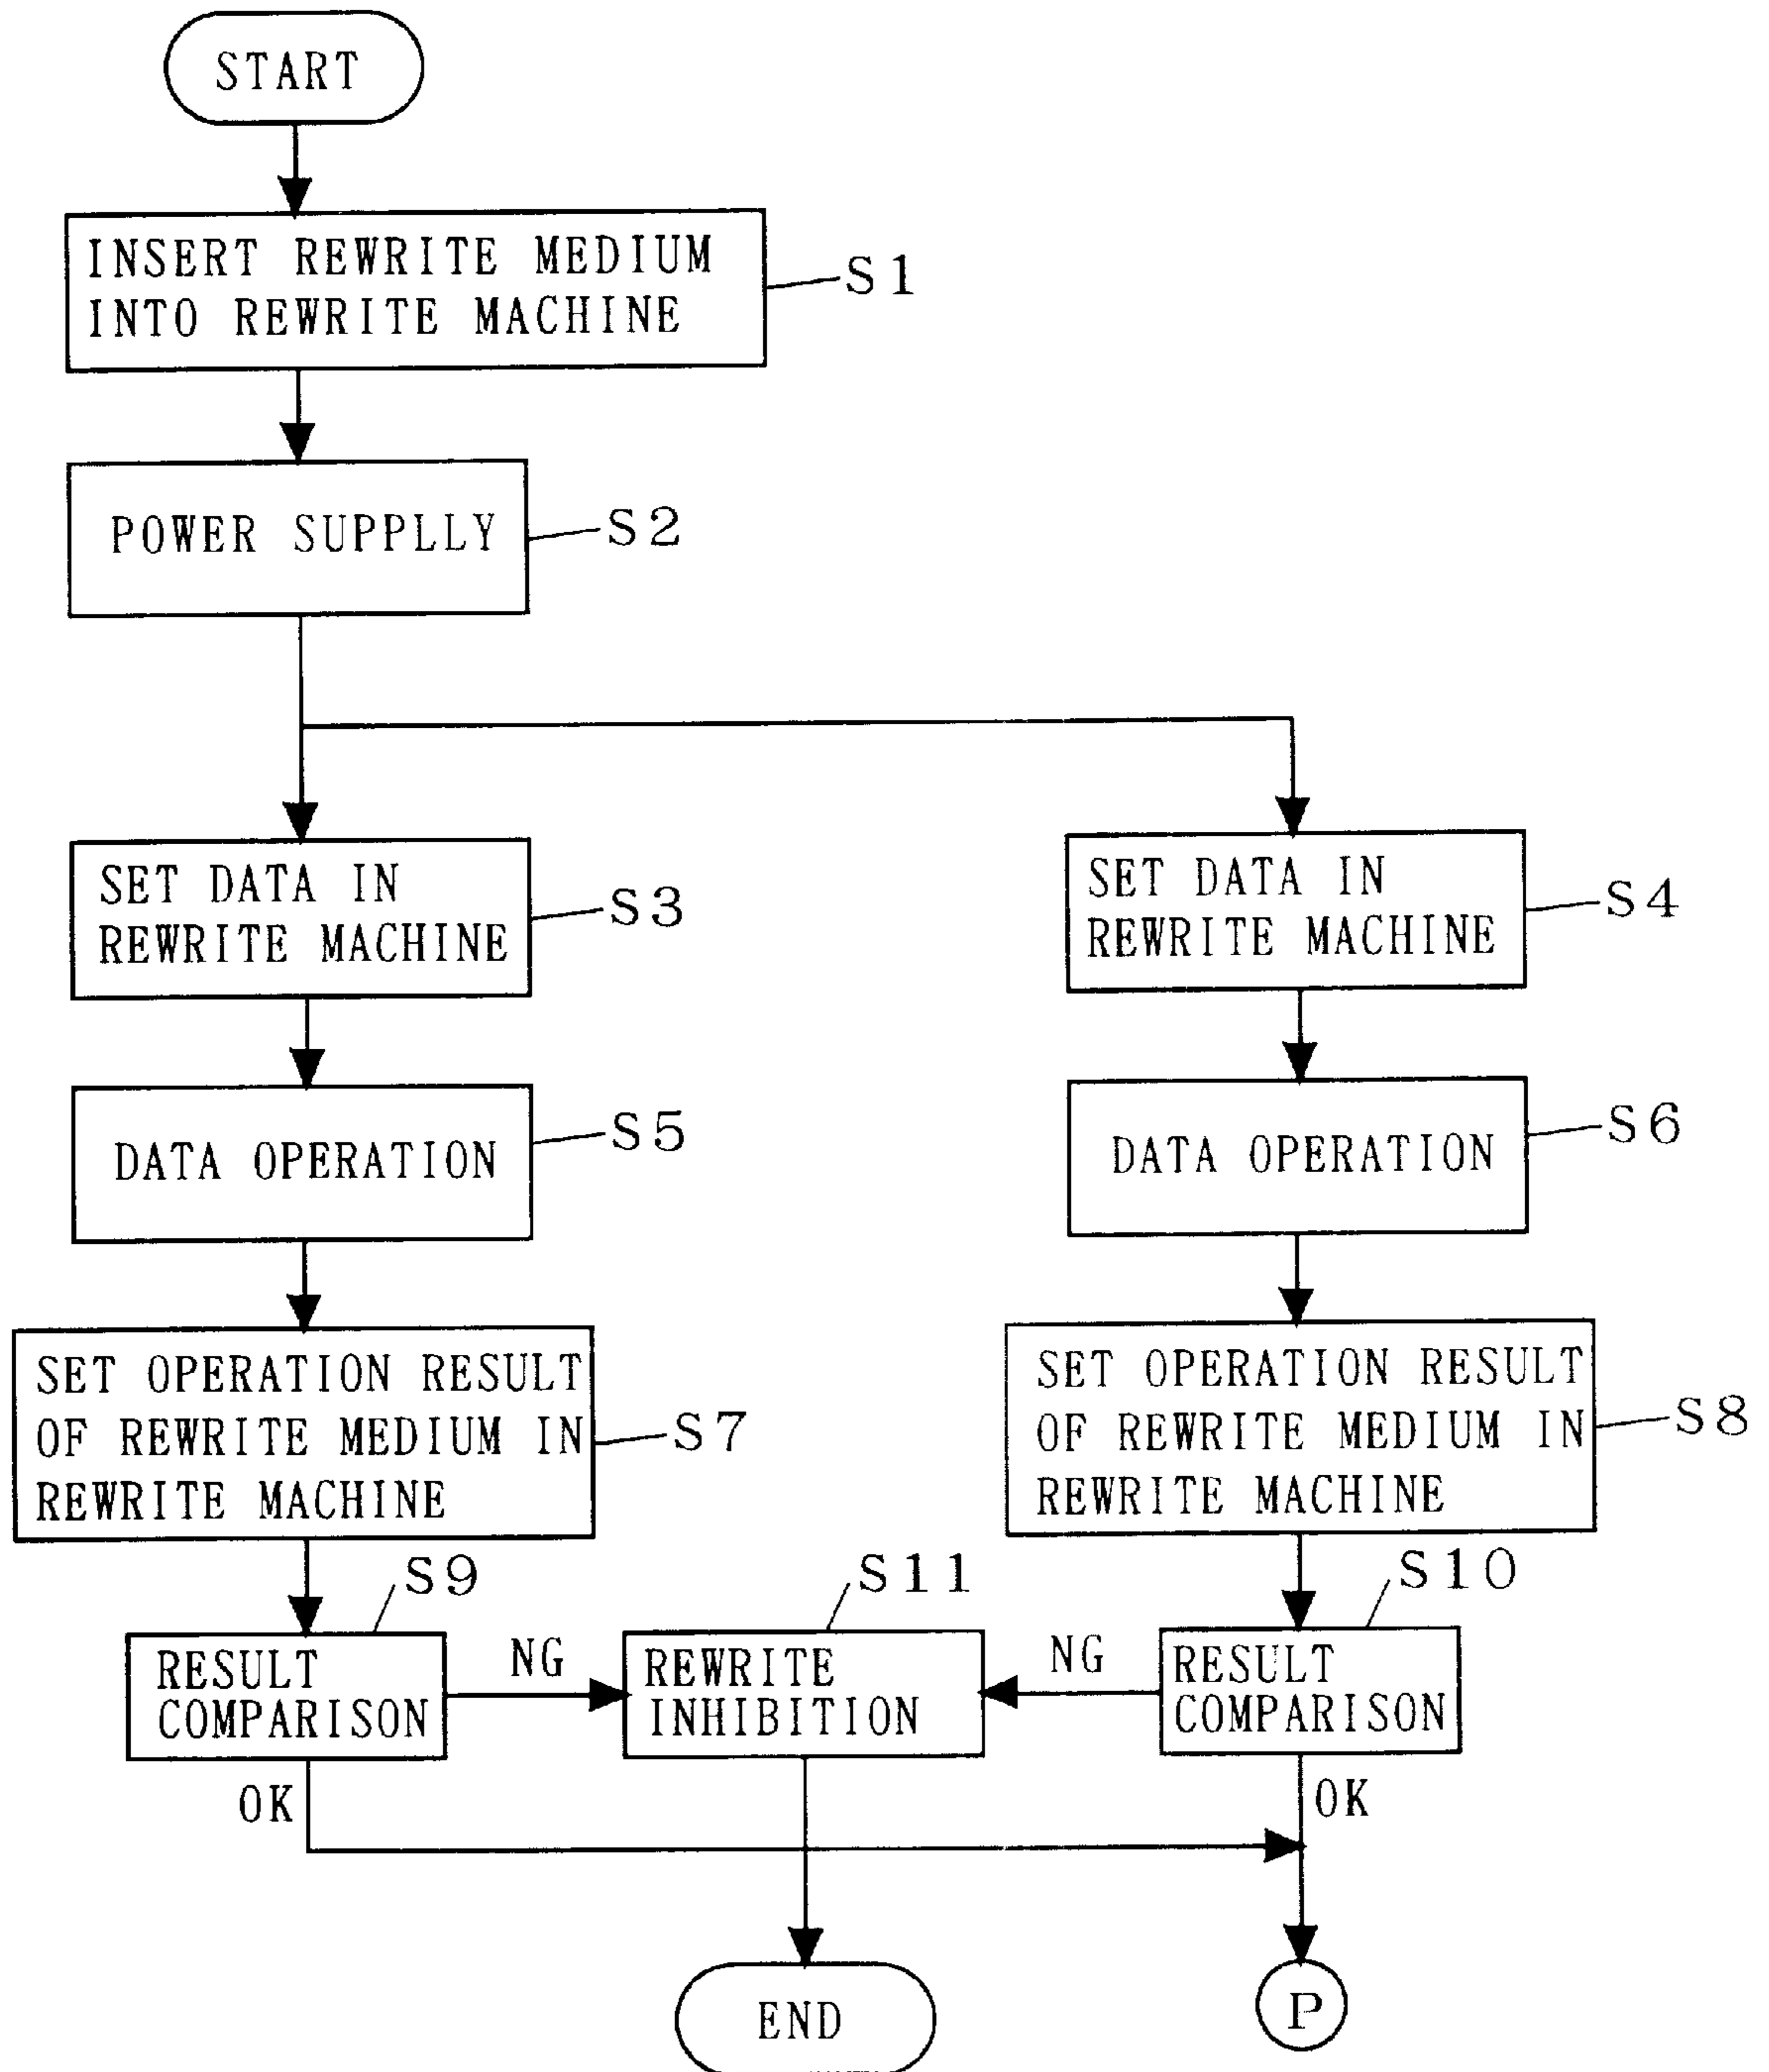 START
INSERT REWRITE MEDIUM
INTO REWRITE MACHINE
S1
POWER SUPPLLY
S2
SET DATA IN
REWRITE MACHINE
S3
SET DATA IN
REWRITE MACHINE
S4
DATA OPERATION
S5
DATA OPERATION
S6
SET OPERATION RESULT
OF REWRITE MEDIUM IN
REWRITE MACHINE
S7
SET OPERATION RESULT
OF REWRITE MEDIUM IN
REWRITE MACHINE
S8
S9
RESULT
COMPARISON
NG
S11
REWRITE
INHIBITION
NG
S10
RESULT
COMPARISON
OK
OK
END
P